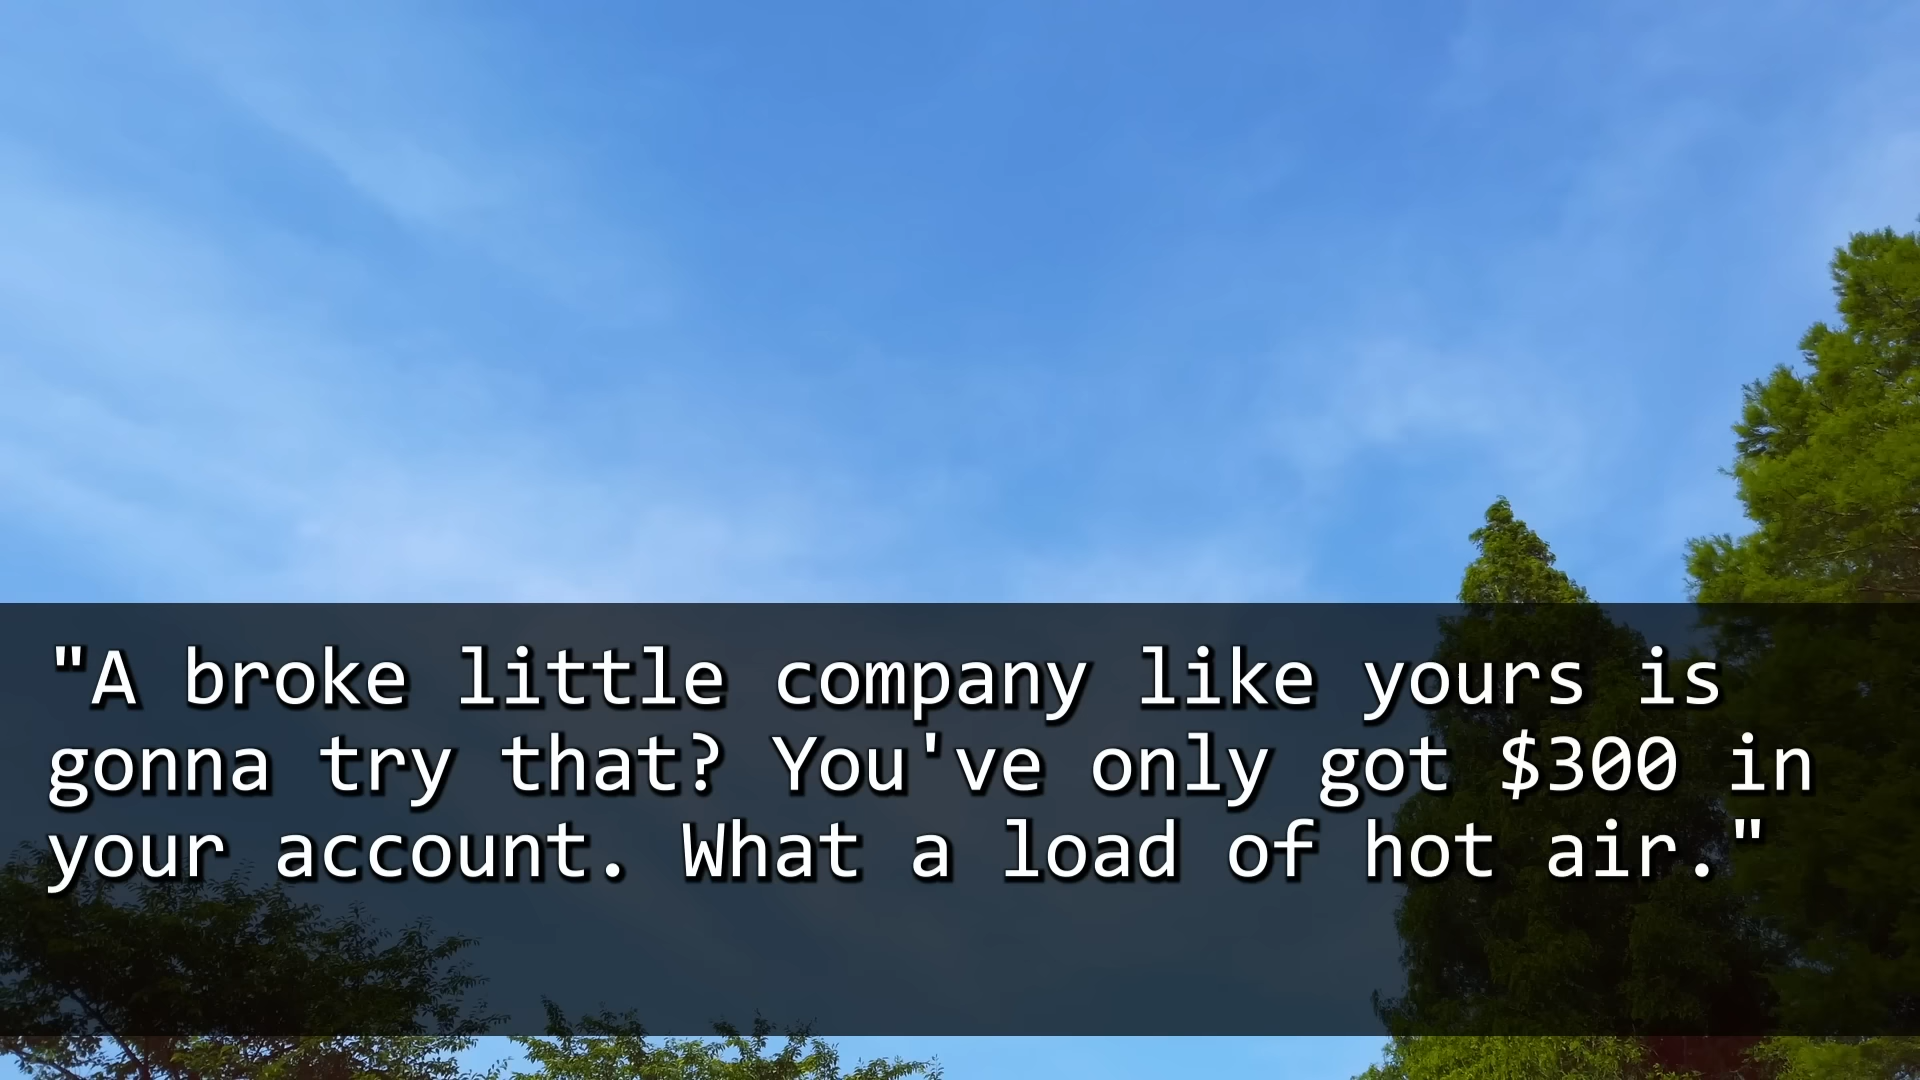 "A broke little company like yours is
gonna try that? You've only got $300 in
your account. What a load of hot air."